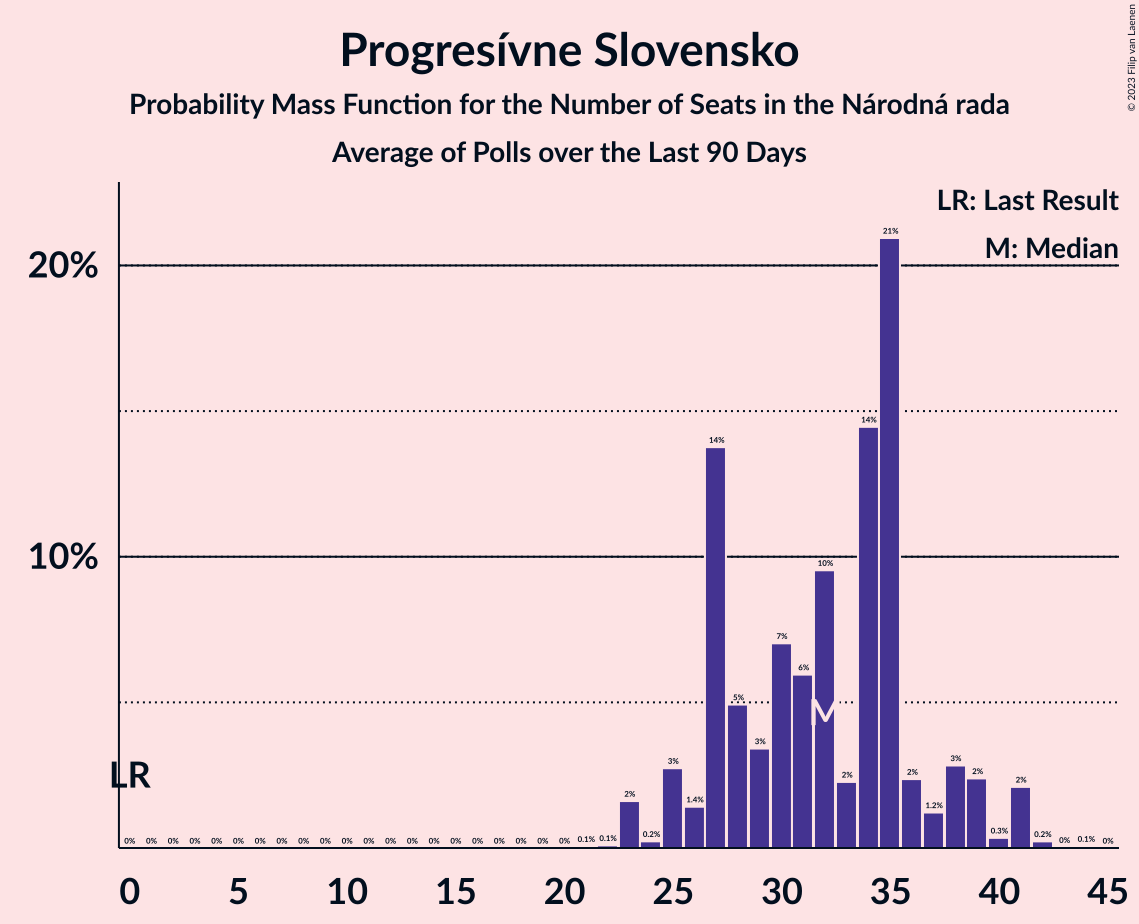 Progresívne Slovensko
Probability Mass Function for the Number of Seats in the Národná rada
Average of Polls over the Last 90 Days
© 2023 Filip van Laenen
LR: Last Result
M: Median
20%
10%
LR
M
0% 0% 0% 0% 0% 0% 0% 0% 0% 0% 0% 0% 0% 0% 0% 0% 0% 0% 0% 0% 0% 0.1% 0.1% 2% 0.2% 3% 1.4% 14% 5% 3% 7% 6% 10% 2% 14% 21% 2% 1.2% 3% 2% 0.3% 2% 0.2% 0% 0.1% 0%
0 5 10 15 20 25 30 35 40 45